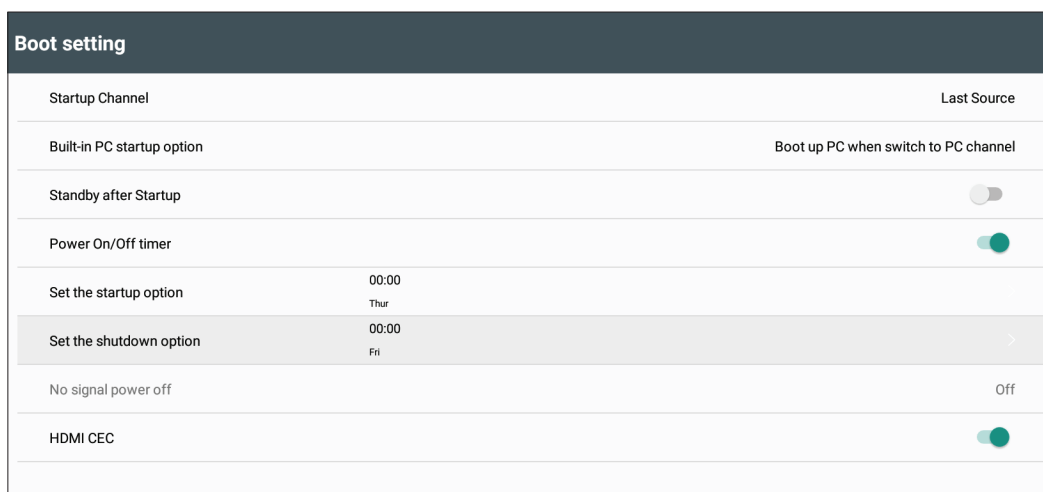 Boot setting
Startup Channel Last Source
Built-in PC startup option Boot up PC when switch to PC channel
Standby after Startup
Power On/Off timer
Set the startup option 00:00
Thur
Set the shutdown option 00:00
Fri
No signal power off Off
HDMI CEC